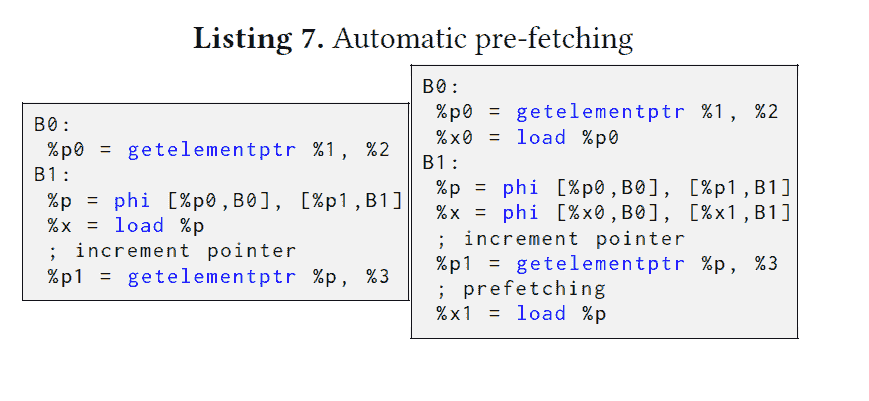 Listing 7. Automatic pre-fetching
B0:
%p0 = getelementptr %1, %2
B1:
%p = phi [%p0,B0], [%p1,B1]
%x = load %p
; increment pointer
%p1 = getelementptr %p, %3
B0:
%p0 = getelementptr %1, %2
%x0 = load %p0
B1:
%p = phi [%p0,B0], [%p1,B1]
%x = phi [%x0,B0], [%x1,B1]
; increment pointer
%p1 = getelementptr %p, %3
; prefetching
%x1 = load %p